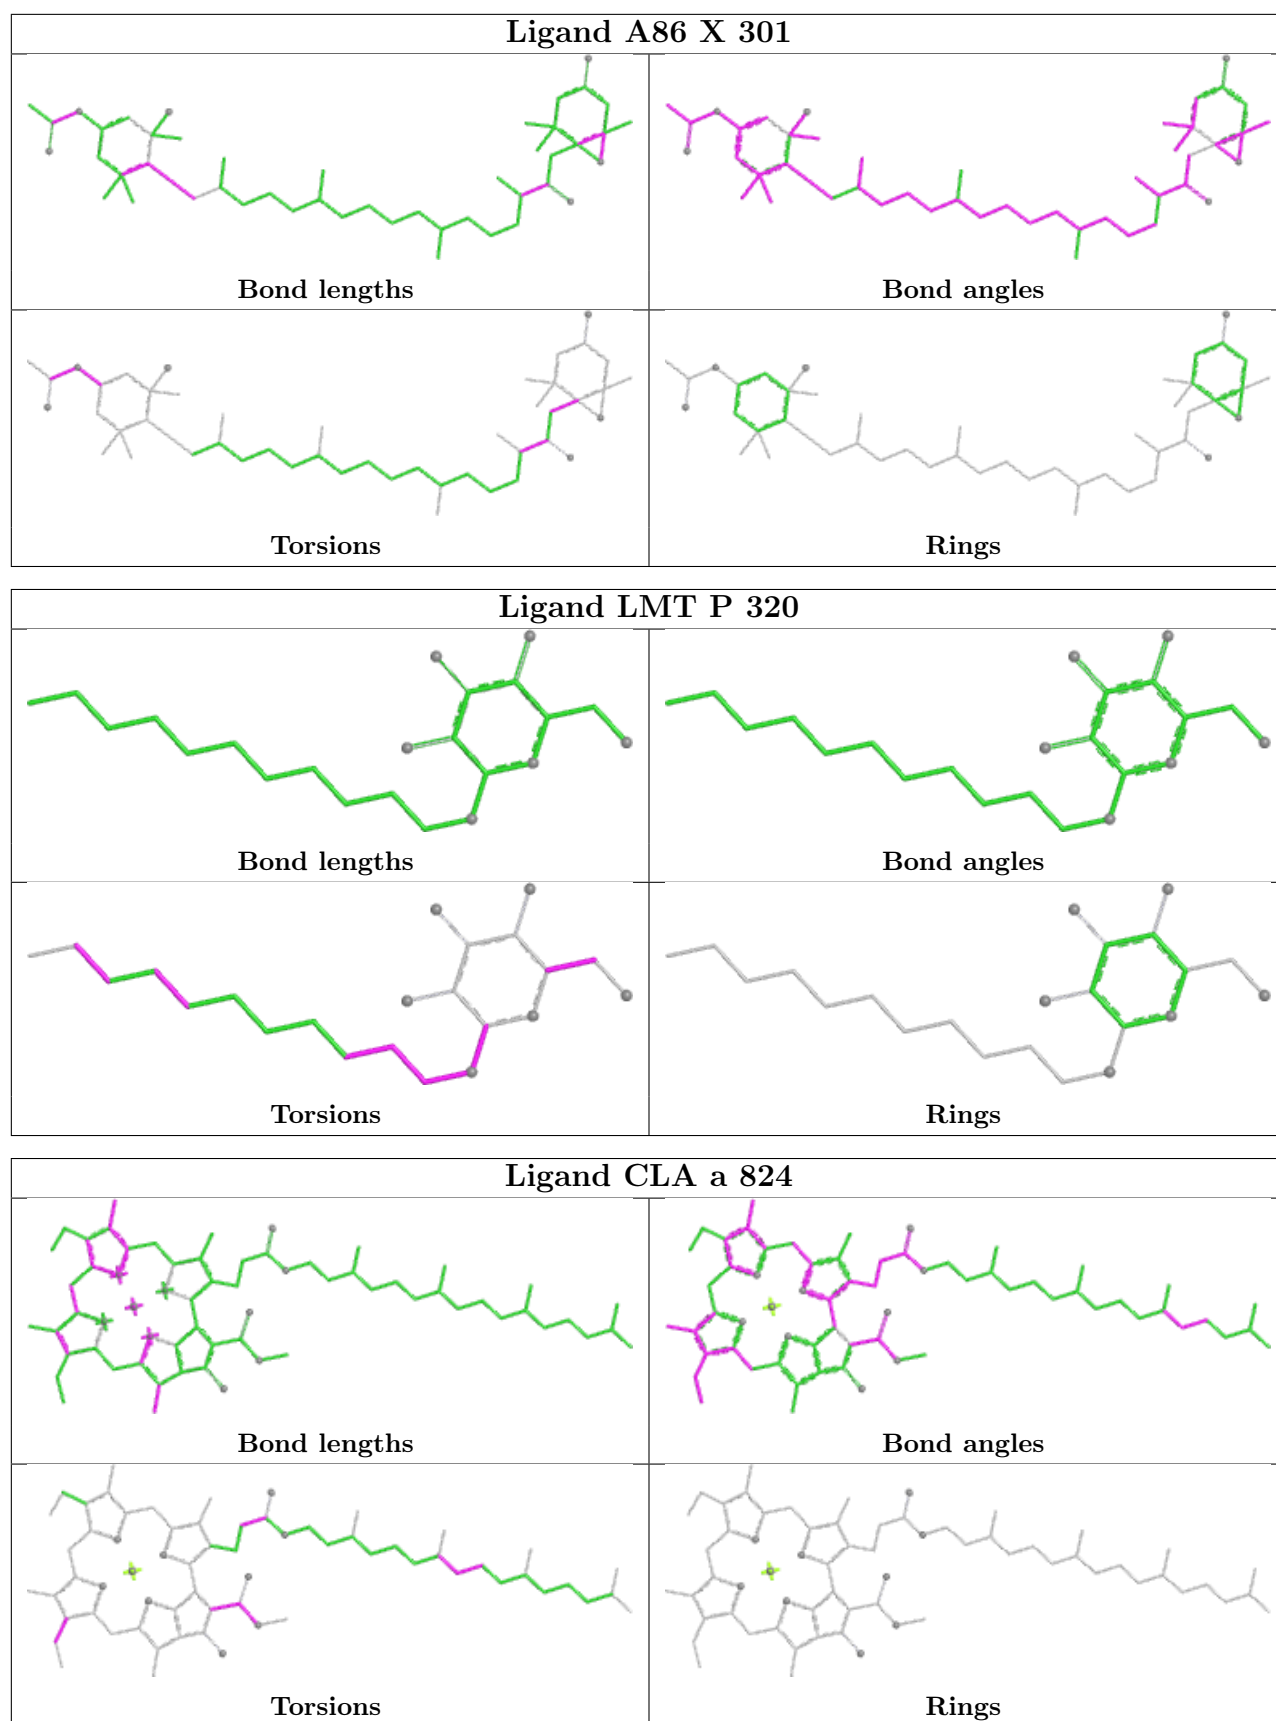 Ligand A86 X 301
Bond lengths
Bond angles
Torsions
Rings
Ligand LMT P 320
Bond lengths
Bond angles
Torsions
Rings
Ligand CLA a 824
Bond lengths
Bond angles
Torsions
Rings